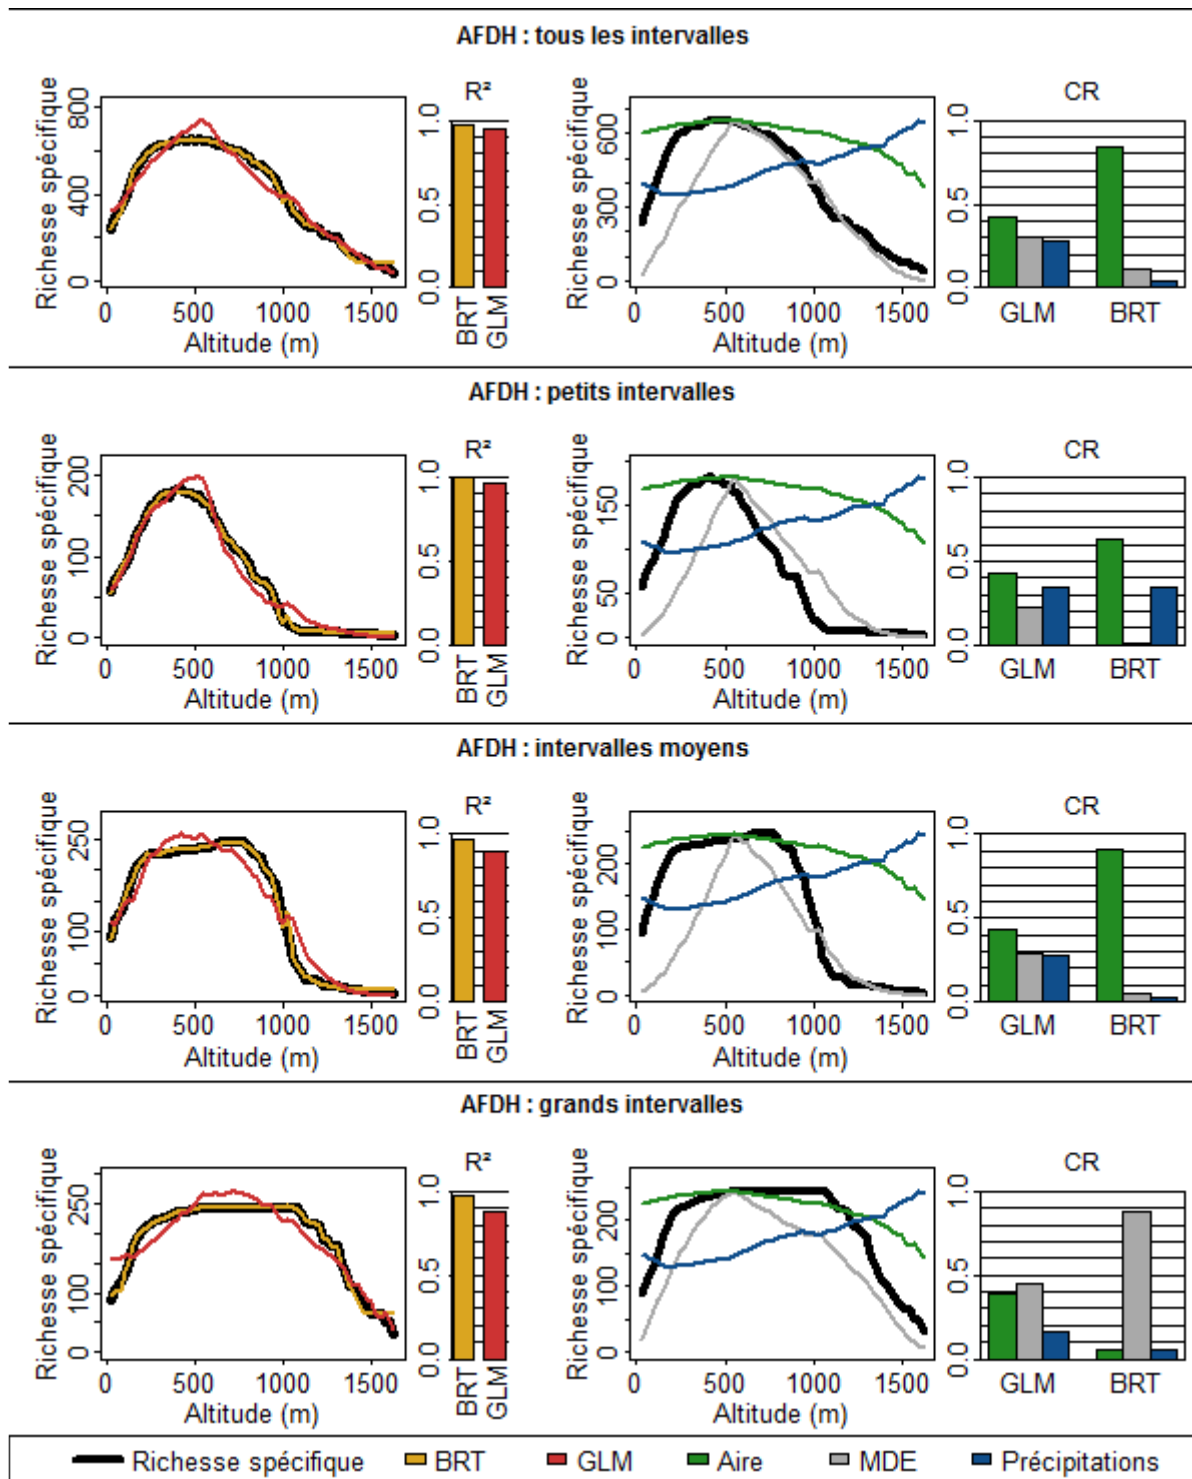 AFDH : tous les intervalles
Richesse spécifique
800
400
0
0 500 1000 1500
Altitude (m)
R²
1.0
0.5
0.0
BRT
GLM
Richesse spécifique
600
300
0
0 500 1000 1500
Altitude (m)
CR
1.0
0.5
0.0
GLM BRT
AFDH : petits intervalles
Richesse spécifique
200
100
0
0 500 1000 1500
Altitude (m)
R²
1.0
0.5
0.0
BRT
GLM
Richesse spécifique
150
50
0
0 500 1000 1500
Altitude (m)
CR
1.0
0.5
0.0
GLM BRT
AFDH : intervalles moyens
Richesse spécifique
250
100
0
0 500 1000 1500
Altitude (m)
R²
1.0
0.5
0.0
BRT
GLM
Richesse spécifique
200
100
0
0 500 1000 1500
Altitude (m)
CR
1.0
0.5
0.0
GLM BRT
AFDH : grands intervalles
Richesse spécifique
250
100
0
0 500 1000 1500
Altitude (m)
R²
1.0
0.5
0.0
BRT
GLM
Richesse spécifique
200
100
0
0 500 1000 1500
Altitude (m)
CR
1.0
0.5
0.0
GLM BRT
Richesse spécifique BRT GLM Aire MDE Précipitations